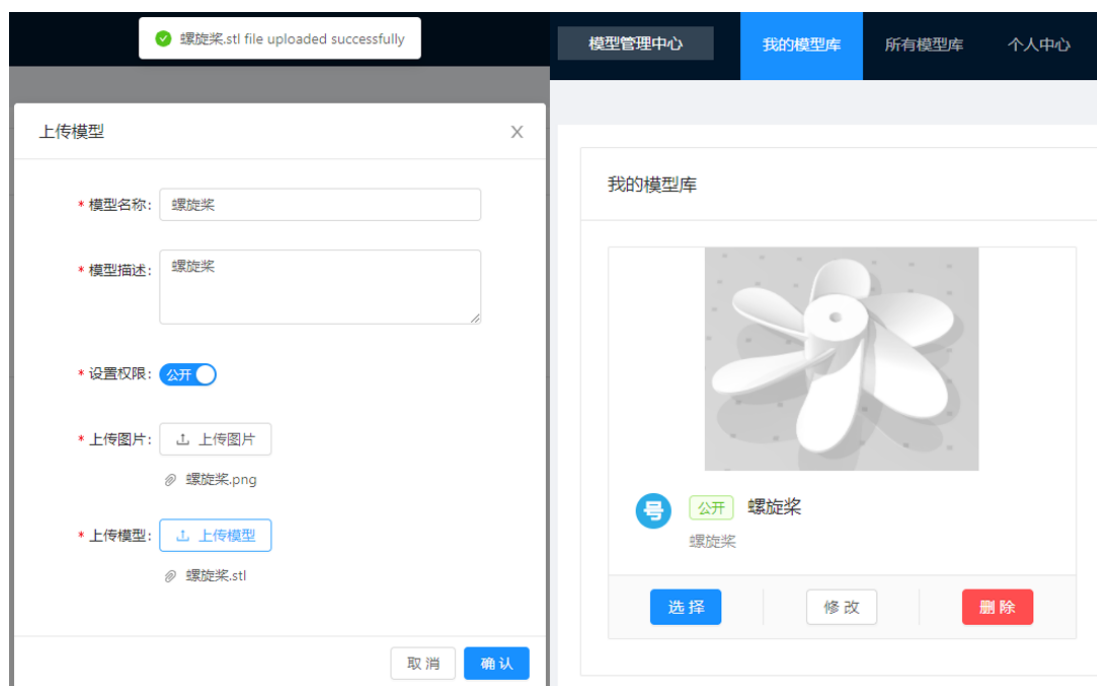 螺旋桨.stl file uploaded successfully
上传模型
* 模型名称: 螺旋桨
* 模型描述: 螺旋桨
* 设置权限: 公开
* 上传图片: 上传图片
螺旋桨.png
* 上传模型: 上传模型
螺旋桨.stl
取消 确认
模型管理中心 我的模型库 所有模型库 个人中心
我的模型库
号 公开 螺旋桨
螺旋桨
选择 修改 删除